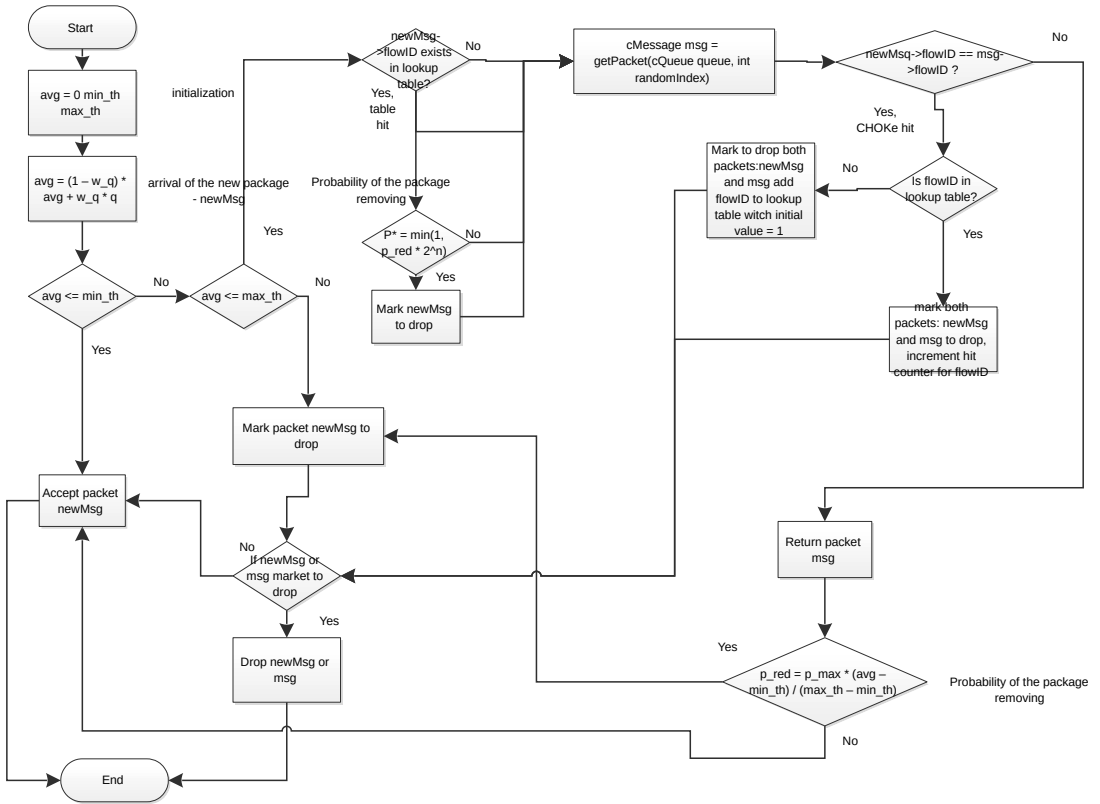 Start
avg = 0 min_th
max_th
avg = (1 – w_q) *
avg + w_q * q
avg <= min_th
No
Yes
avg <= max_th
No
Yes
initialization
arrival of the new package
- newMsg
newMsg-
>flowID exists
in lookup
table?
No
Yes,
table
hit
Probability of the package
removing
P* = min(1,
p_red * 2^n)
No
Yes
Mark newMsg
to drop
cMessage msg =
getPacket(cQueue queue, int
randomIndex)
newMsq->flowID == msg-
>flowID ?
No
Yes,
CHOKe hit
Is flowID in
lookup table?
No
Yes
Mark to drop both
packets:newMsg
and msg add
flowID to lookup
table witch initial
value = 1
mark both
packets: newMsg
and msg to drop,
increment hit
counter for flowID
Mark packet newMsg to
drop
Accept packet
newMsg
No
If newMsg or
msg market to
drop
Yes
Drop newMsg or
msg
Return packet
msg
Yes
p_red = p_max * (avg –
min_th) / (max_th – min_th)
Probability of the package
removing
No
End